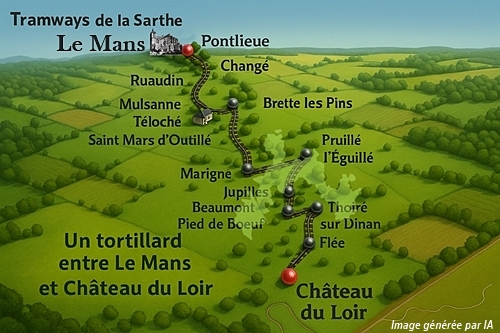 Tramways de la Sarthe
Le Mans
Pontlieue
Changé
Ruaudin
Mulsanne
Brette les Pins
Téloché
Saint Mars d'Outillé
Pruillé
l'Éguillé
Marigne
Jupilles
Beaumont
Pied de Boeuf
Thoiré
sur Dinan
Flée
Un tortillard
entre Le Mans
et Château du Loir
Château
du Loir
Image générée par IA